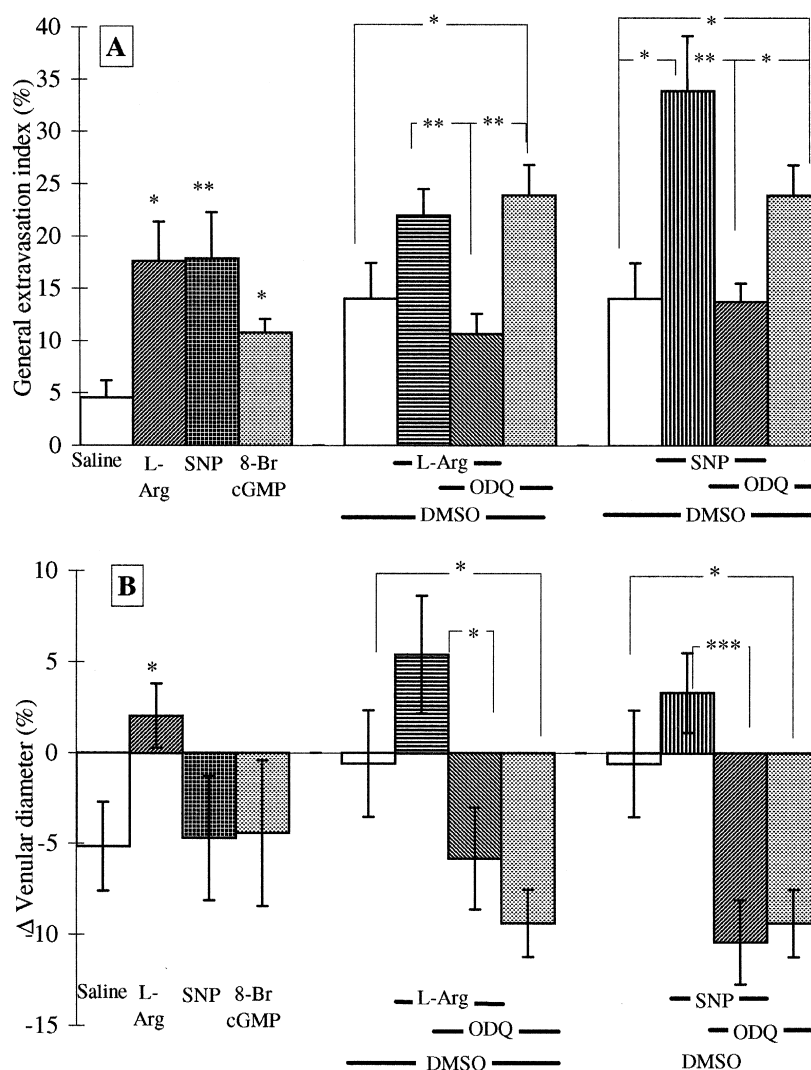 A
General extravasation index (%)
40
35
30
25
20
15
10
5
0
* ** *
* ** **
* * ** *
Saline L-Arg SNP 8-Br cGMP
L-Arg
ODQ
DMSO
SNP
ODQ
DMSO
B
Δ Venular diameter (%)
10
5
0
-5
-10
-15
*
* *
* ***
Saline L-Arg SNP 8-Br cGMP
L-Arg
ODQ
DMSO
SNP
ODQ
DMSO